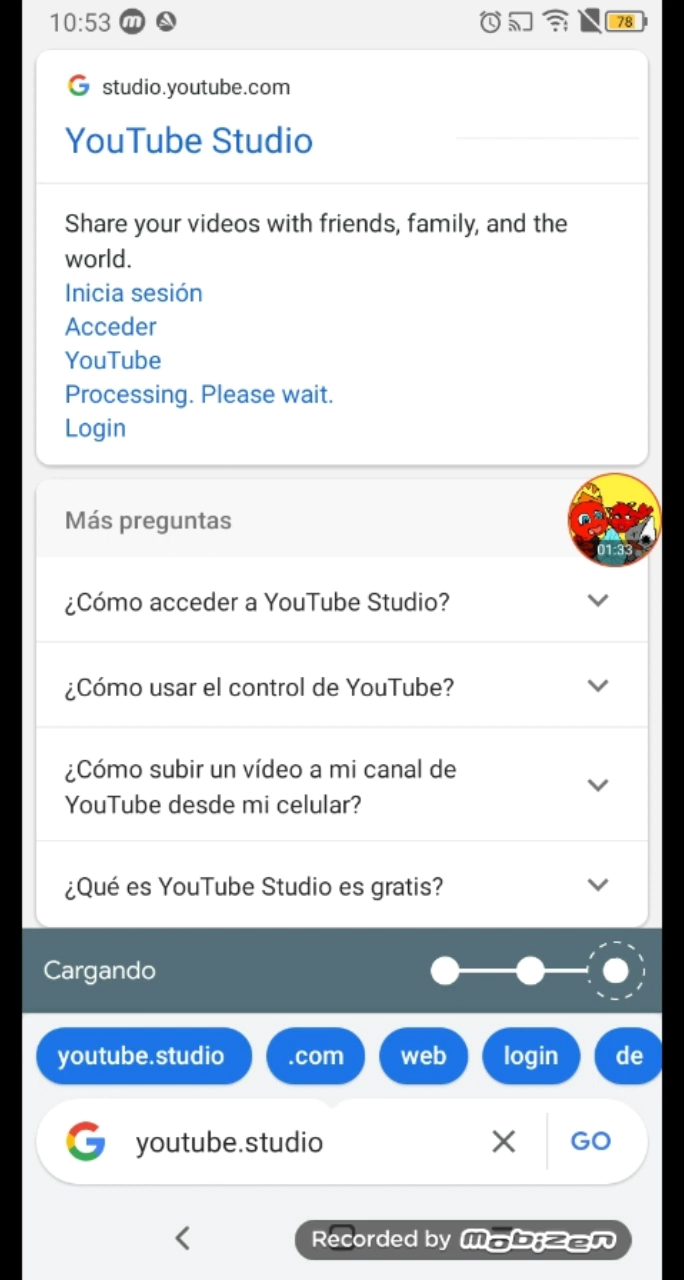 10:53
78
studio.youtube.com
YouTube Studio
Share your videos with friends, family, and the
world.
Inicia sesión
Acceder
YouTube
Processing. Please wait.
Login
Más preguntas
01:33
¿Cómo acceder a YouTube Studio?
¿Cómo usar el control de YouTube?
¿Cómo subir un vídeo a mi canal de
YouTube desde mi celular?
¿Qué es YouTube Studio es gratis?
Cargando
youtube.studio .com web login de
youtube.studio GO
Recorded by mobizen